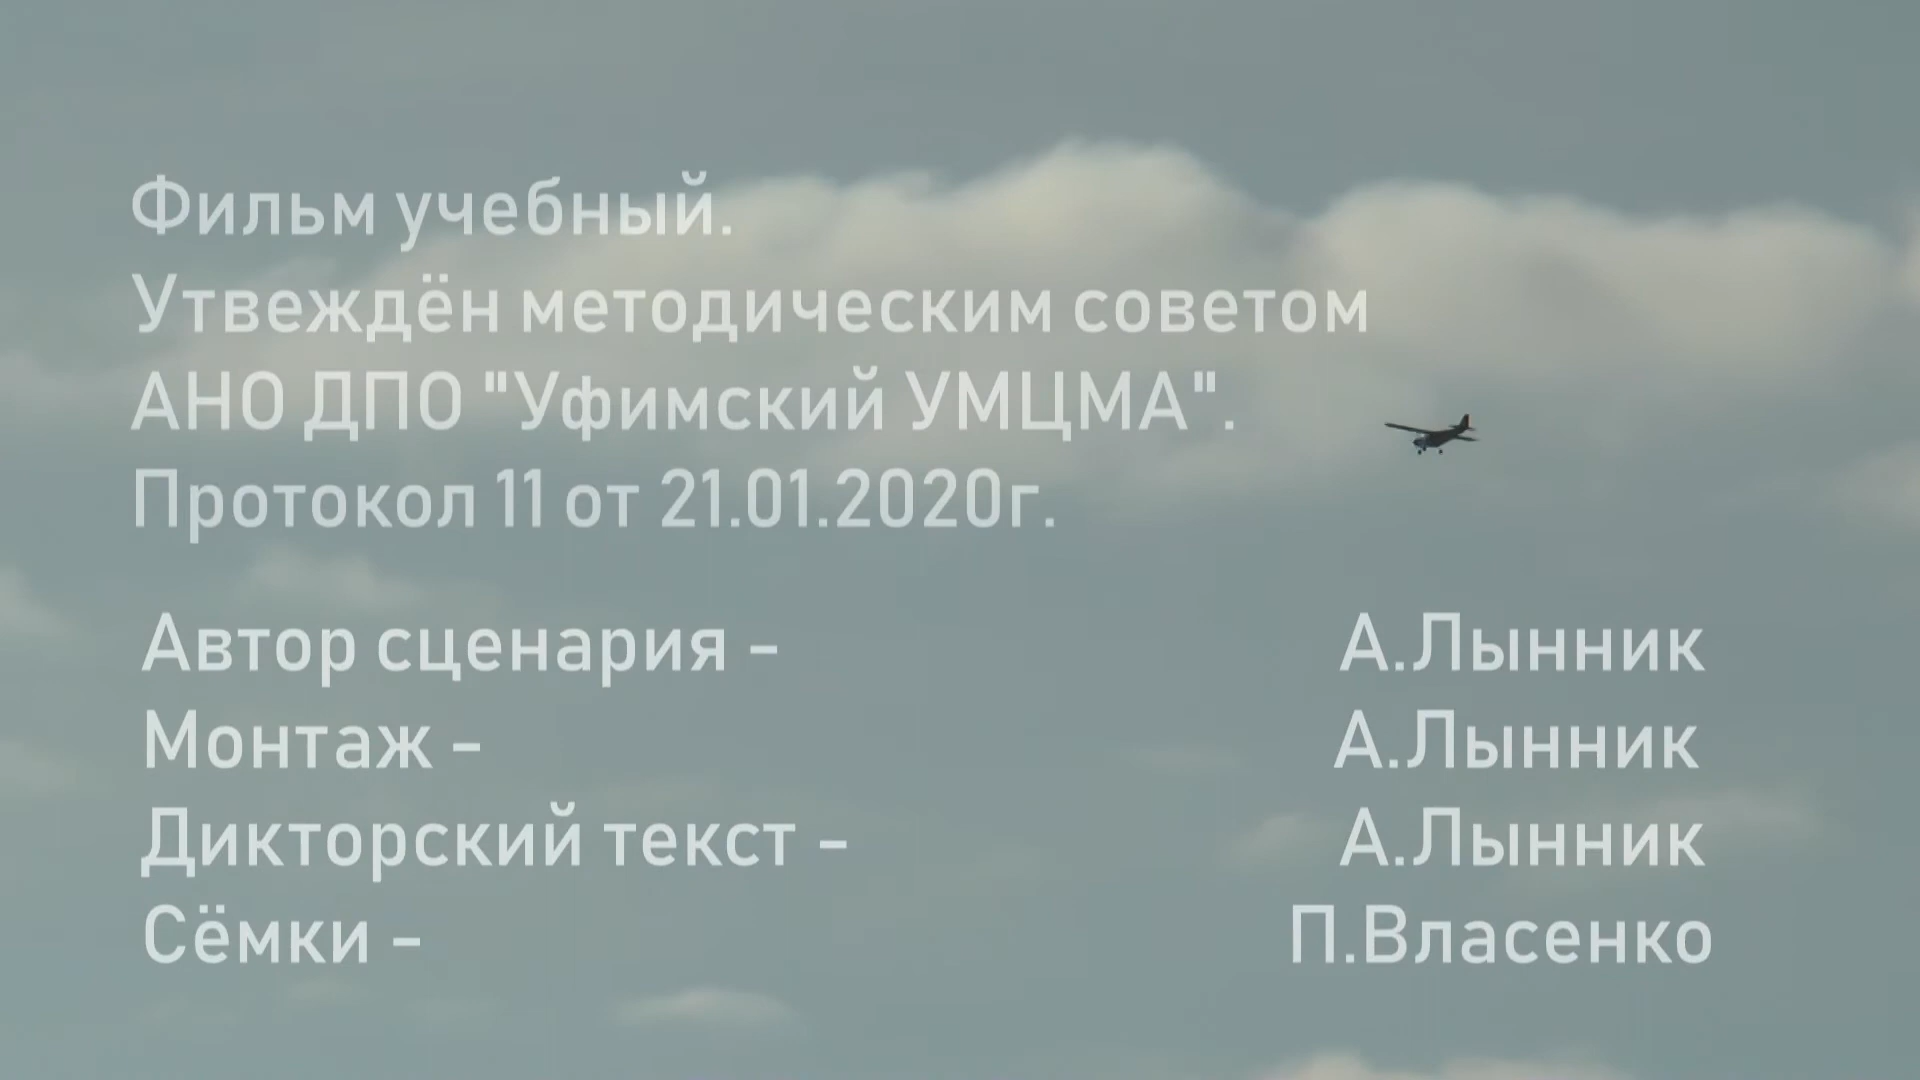 Фильм учебный.
Утвеждён методическим советом
АНО ДПО "Уфимский УМЦМА".
Протокол 11 от 21.01.2020г.
Автор сценария – А.Лынник
Монтаж – А.Лынник
Дикторский текст – А.Лынник
Сёмки – П.Власенко